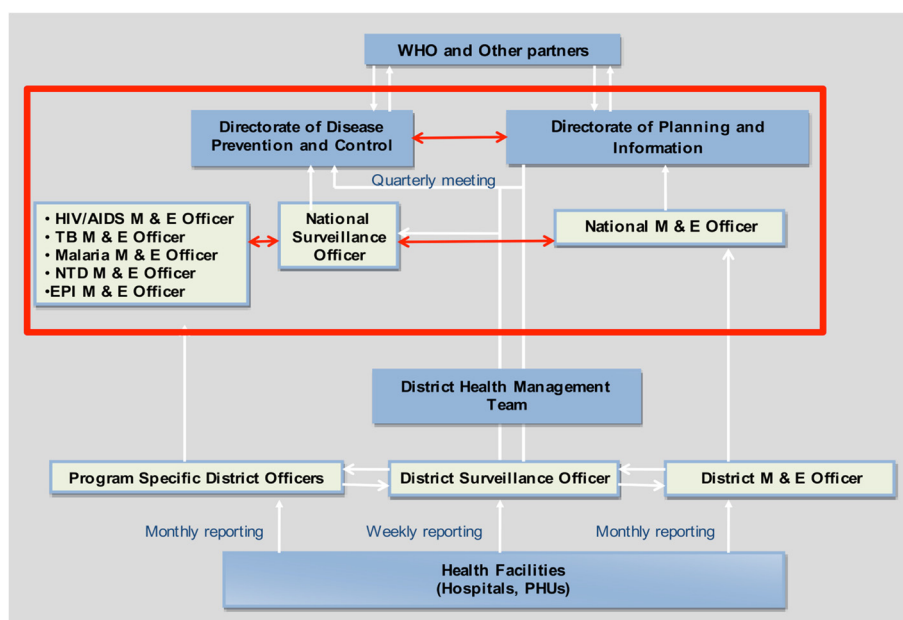 WHO and Other partners
Directorate of Disease
Prevention and Control
Directorate of Planning and
Information
Quarterly meeting
• HIV/AIDS M & E Officer
• TB M & E Officer
• Malaria M & E Officer
• NTD M & E Officer
•EPI M & E Officer
National
Surveillance
Officer
National M & E Officer
District Health Management
Team
Program Specific District Officers
District Surveillance Officer
District M & E Officer
Monthly reporting
Weekly reporting
Monthly reporting
Health Facilities
(Hospitals, PHUs)